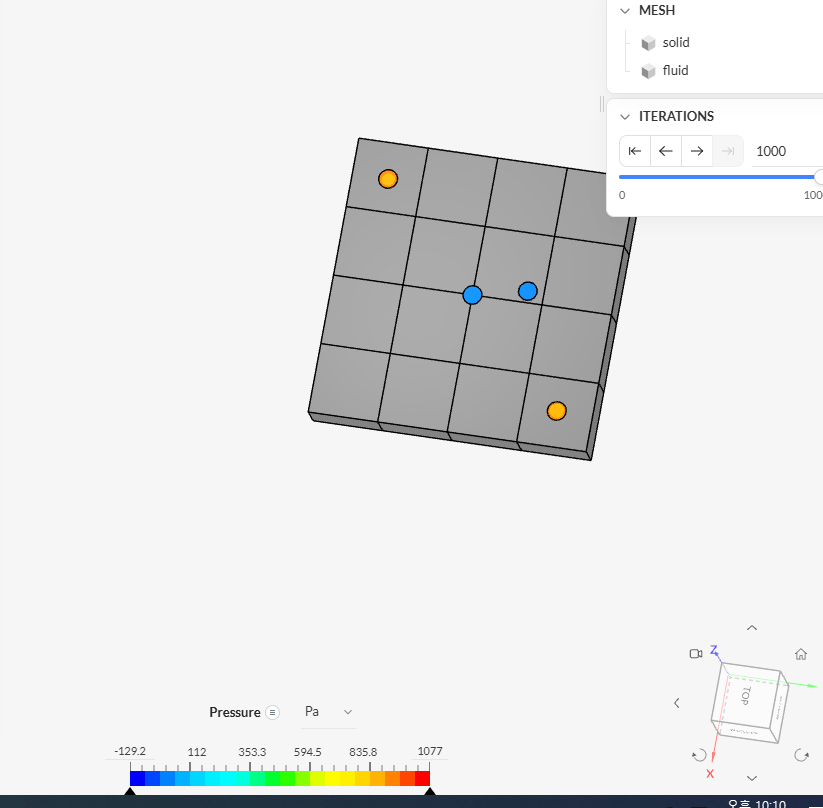 MESH
solid
fluid
ITERATIONS
1000
0
100
Pressure
Pa
-129.2 112 353.3 594.5 835.8 1077
Z
TOP
X
오후 10:10